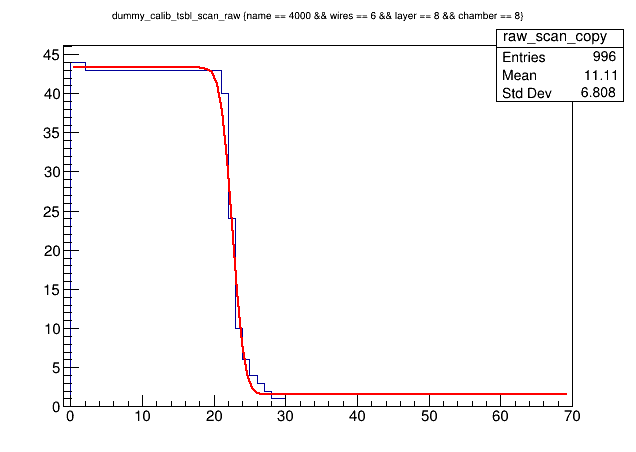 dummy_calib_tsbl_scan_raw {name == 4000 && wires == 6 && layer == 8 && chamber == 8}
raw_scan_copy
Entries 996
Mean 11.11
Std Dev 6.808
45
40
35
30
25
20
15
10
5
0
0 10 20 30 40 50 60 70